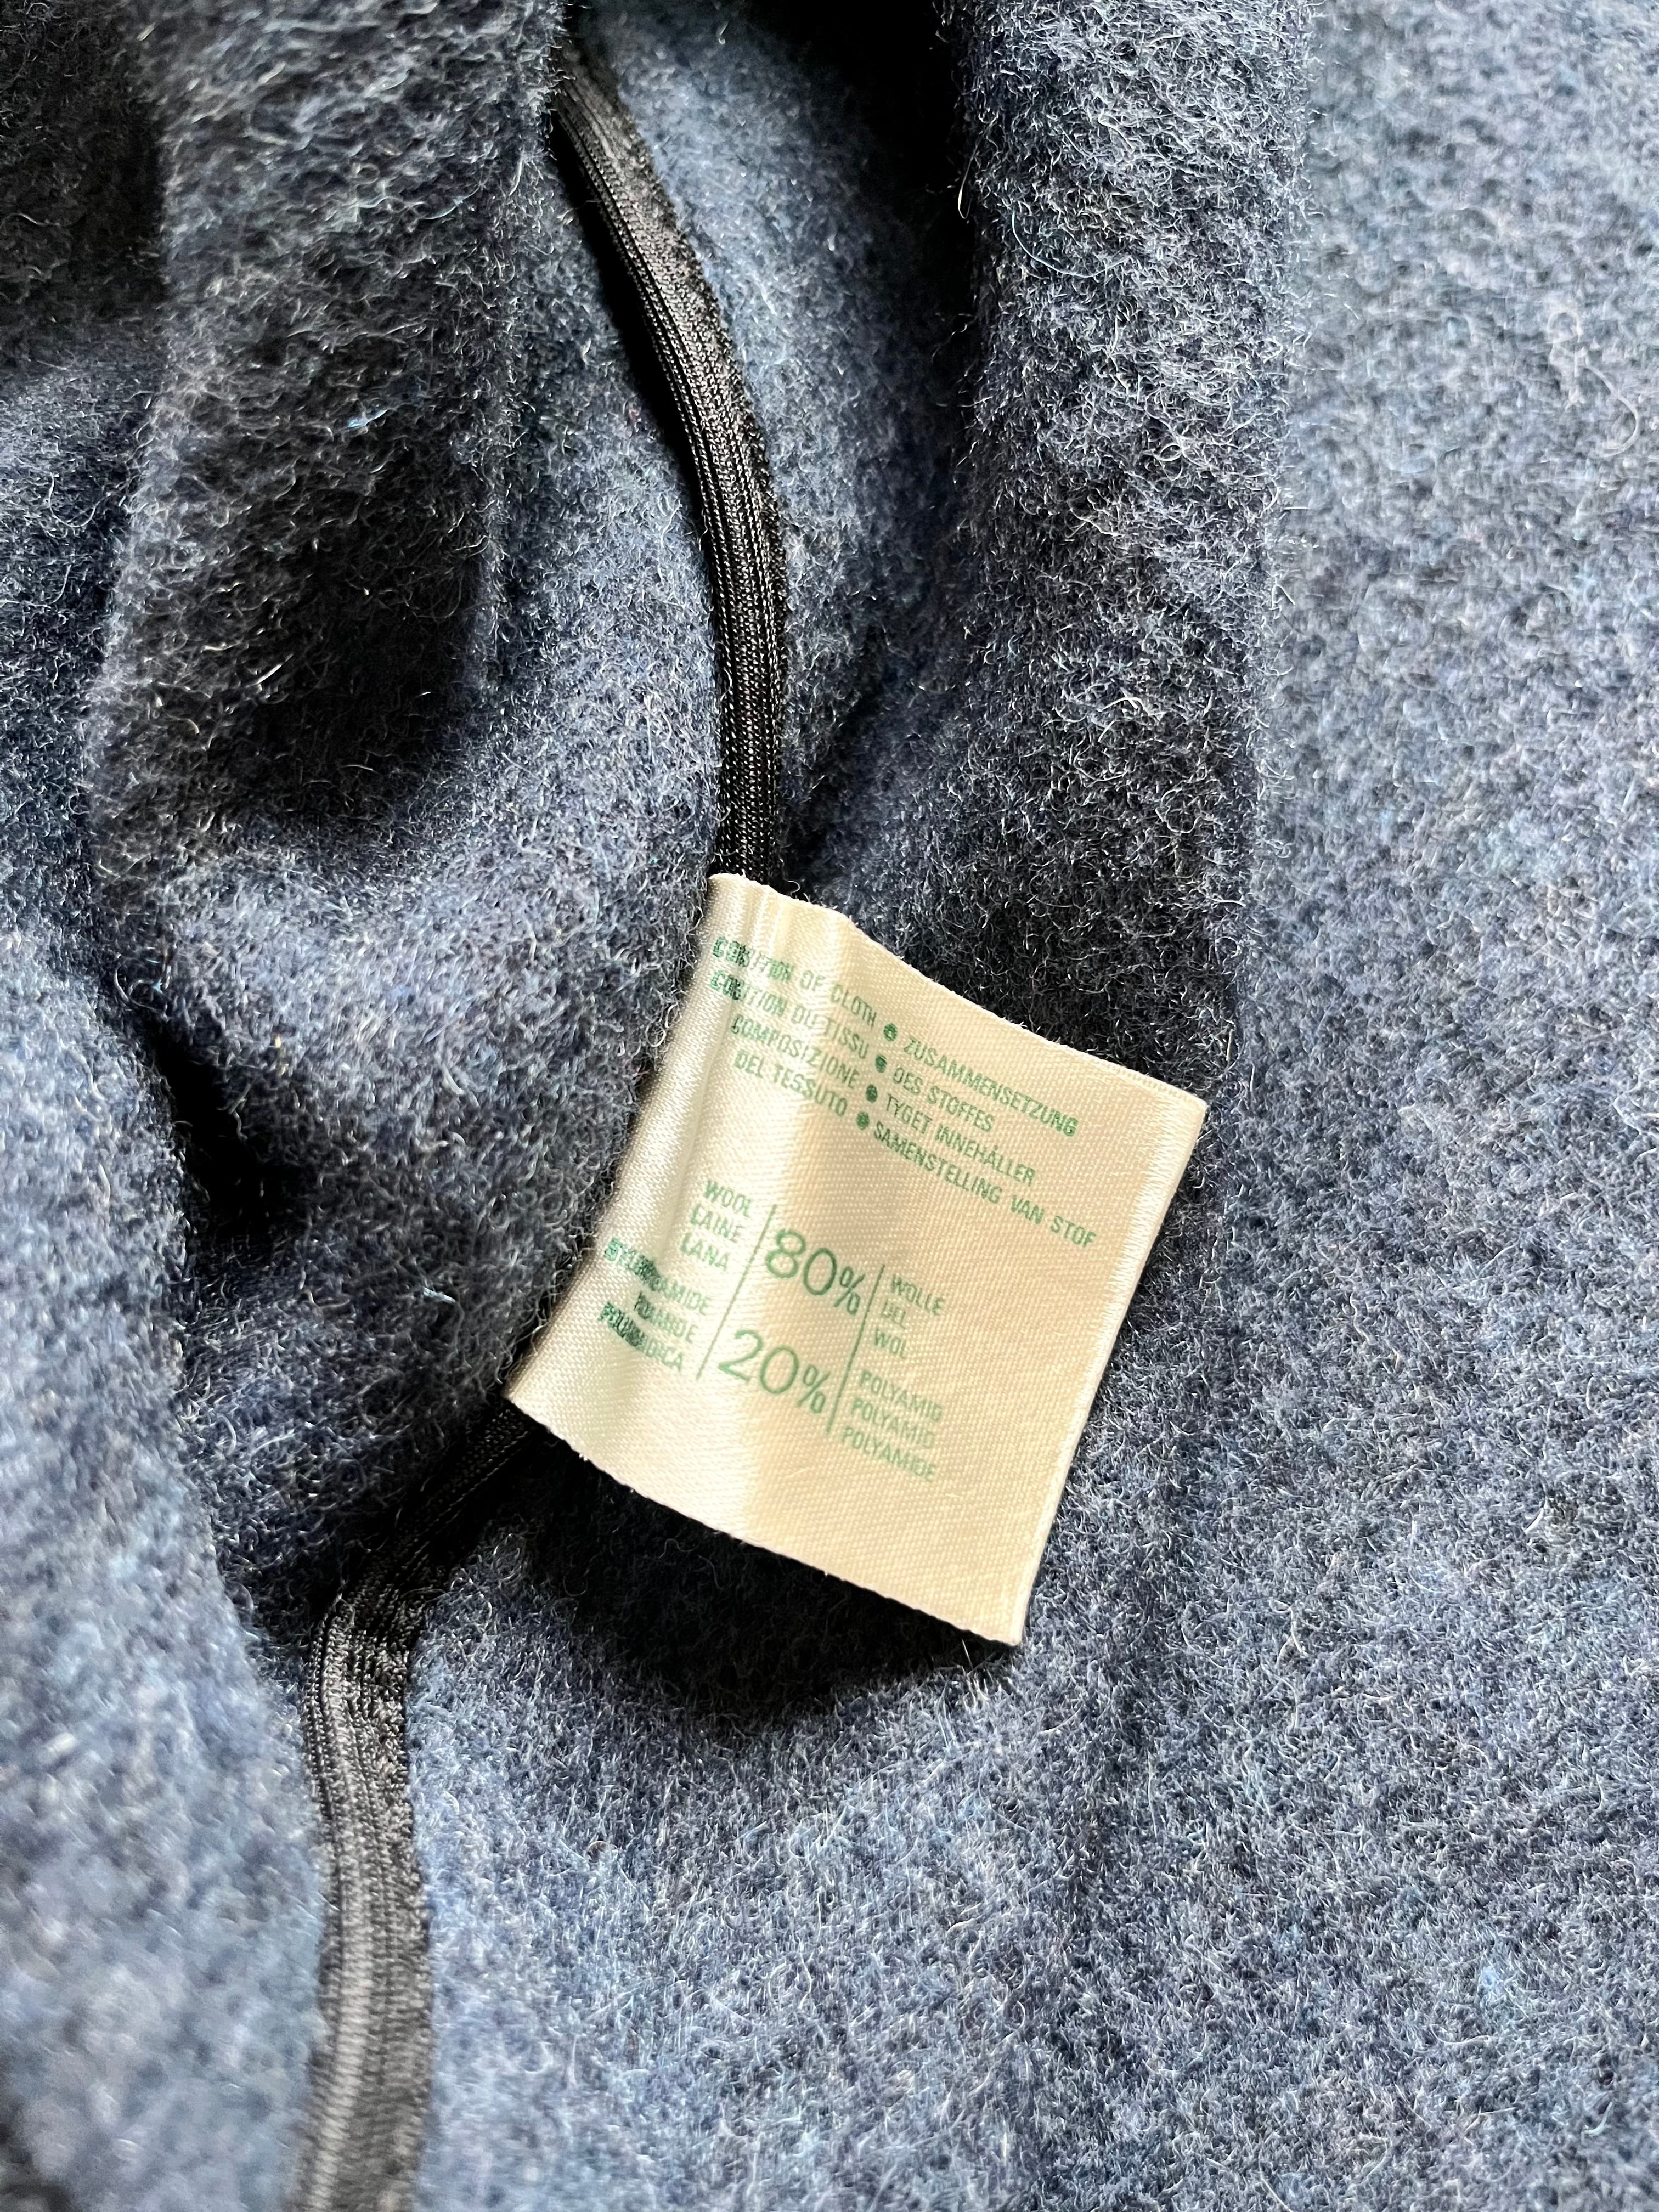 OF CLOTH ● ZUSAMMENSETZUNG
DU TISSU ● DES STOFFES
COMPOSIZIONE ● TYGET INNEHÅLLER
DEL TESSUTO ● SAMENSTELLING VAN STOF
WOOL
LAINE
LANA
80%
WOLLE
ULL
WOL
20%
POLYAMID
POLYAMID
POLYAMIDE